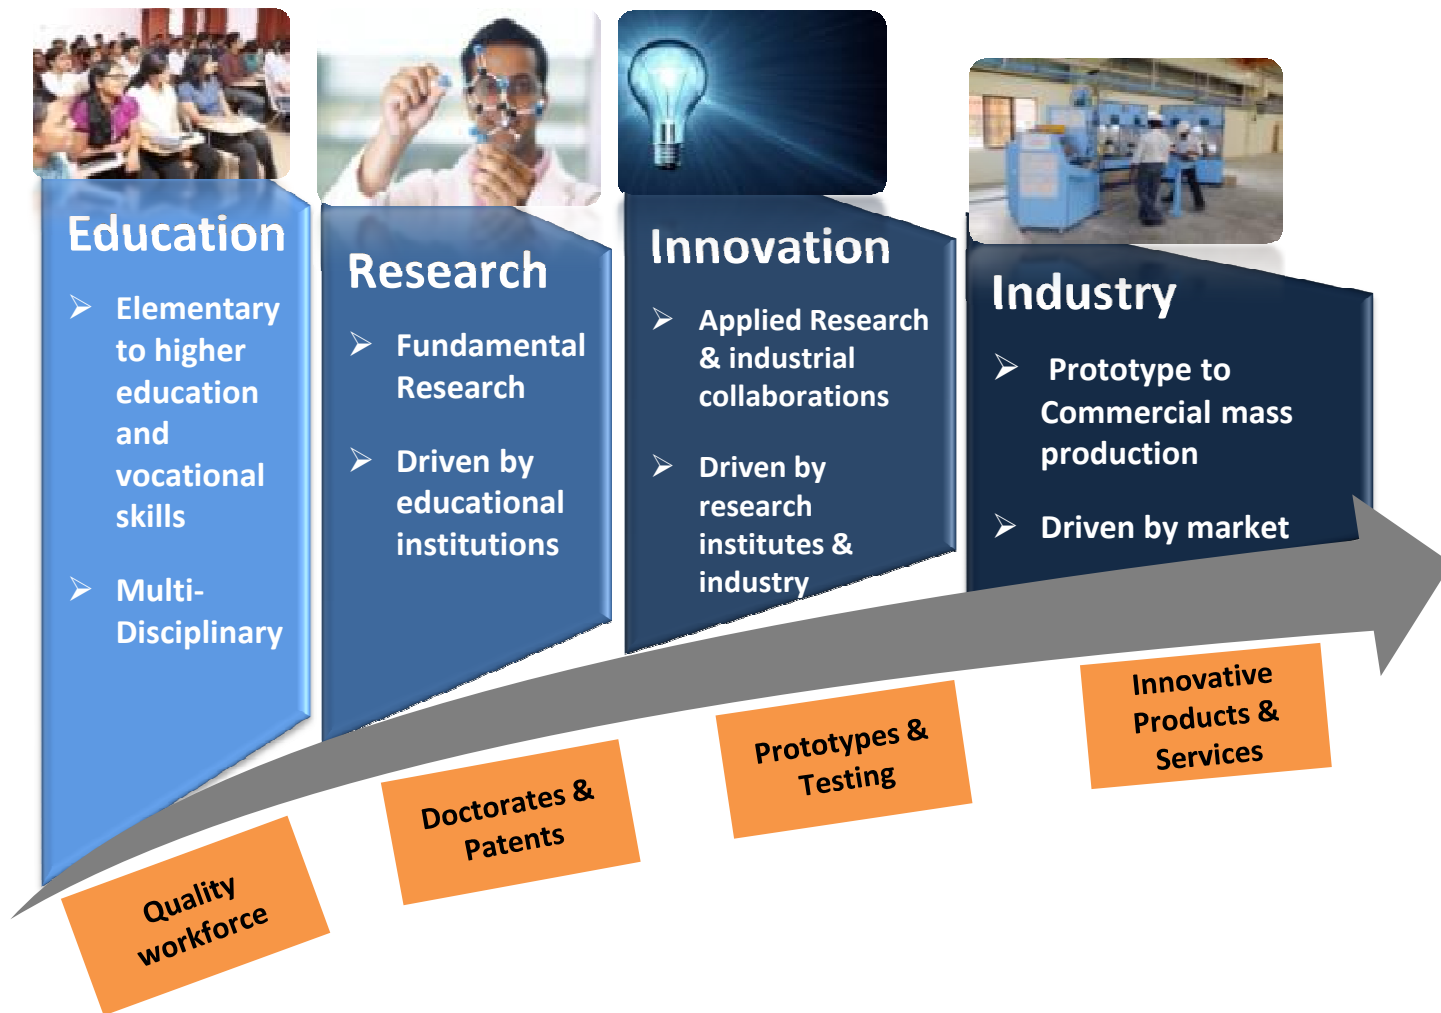 Education
Elementary
to higher
education
and
vocational
skills
Multi-
Disciplinary
Research
Fundamental
Research
Driven by
educational
institutions
Innovation
Applied Research
& industrial
collaborations
Driven by
research
institutes &
industry
Industry
Prototype to
Commercial mass
production
Driven by market
Quality
workforce
Doctorates &
Patents
Prototypes &
Testing
Innovative
Products &
Services